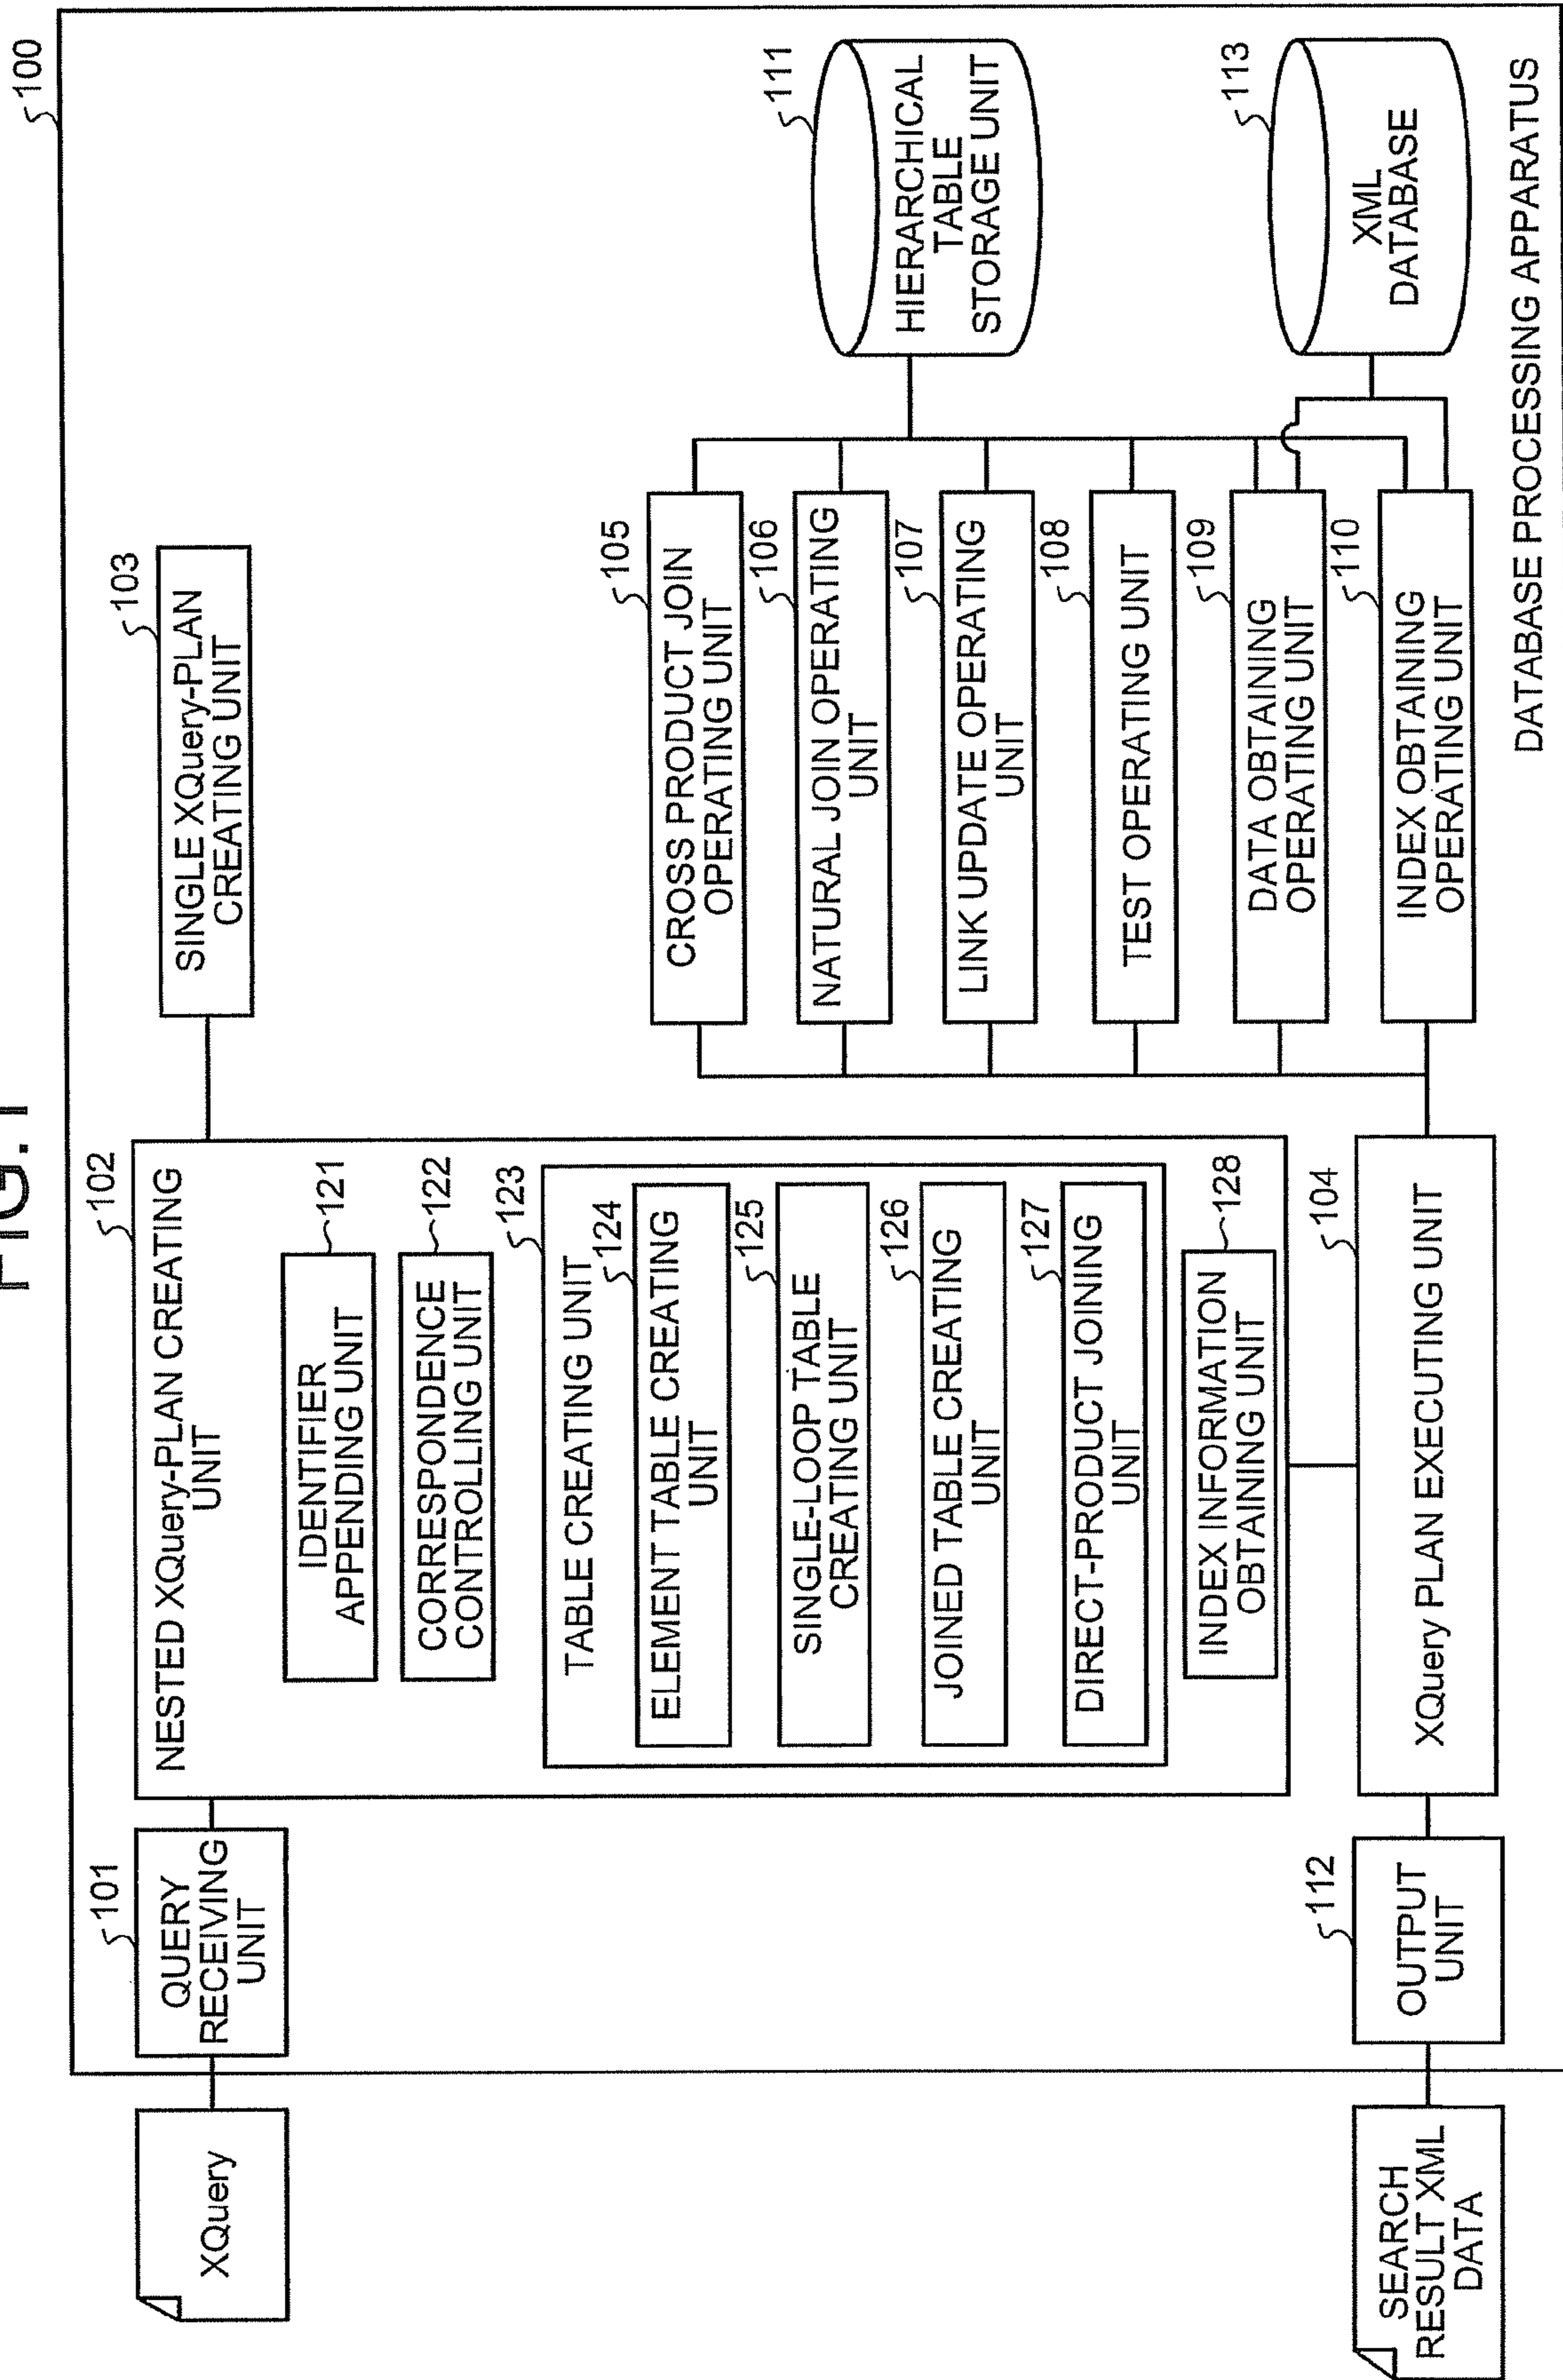 FIG.1
100
XQuery
101
QUERY
RECEIVING
UNIT
102
NESTED XQuery-PLAN CREATING
UNIT
121
IDENTIFIER
APPENDING UNIT
122
CORRESPONDENCE
CONTROLLING UNIT
123
TABLE CREATING UNIT
124
ELEMENT TABLE CREATING
UNIT
125
SINGLE-LOOP TABLE
CREATING UNIT
126
JOINED TABLE CREATING
UNIT
127
DIRECT-PRODUCT JOINING
UNIT
128
INDEX INFORMATION
OBTAINING UNIT
103
SINGLE XQuery-PLAN
CREATING UNIT
105
CROSS PRODUCT JOIN
OPERATING UNIT
106
NATURAL JOIN OPERATING
UNIT
107
LINK UPDATE OPERATING
UNIT
108
TEST OPERATING UNIT
109
DATA OBTAINING
OPERATING UNIT
110
INDEX OBTAINING
OPERATING UNIT
111
HIERARCHICAL
TABLE
STORAGE UNIT
113
XML
DATABASE
104
XQuery PLAN EXECUTING UNIT
112
OUTPUT
UNIT
SEARCH
RESULT XML
DATA
DATABASE PROCESSING APPARATUS